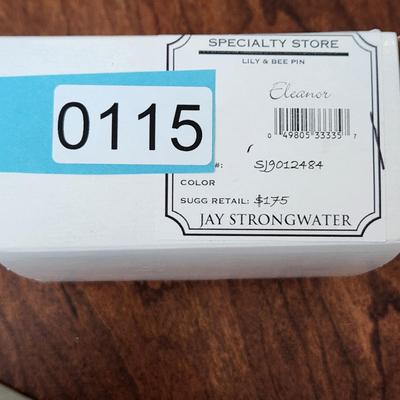 SPECIALTY STORE
LILY & BEE PIN
Eleanor
0115
0 49805 33335 7
#: SJ9012484
COLOR
SUGG RETAIL: $175
JAY STRONGWATER